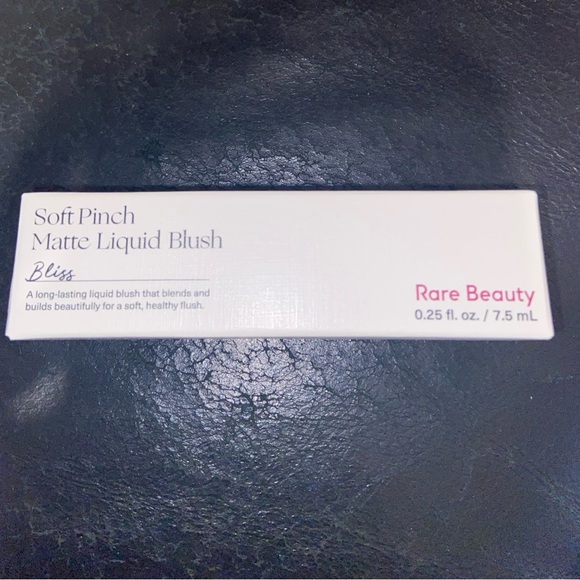 Soft Pinch
Matte Liquid Blush
Bliss
A long-lasting liquid blush that blends and
builds beautifully for a soft, healthy flush.
Rare Beauty
0.25 fl. oz. / 7.5 mL